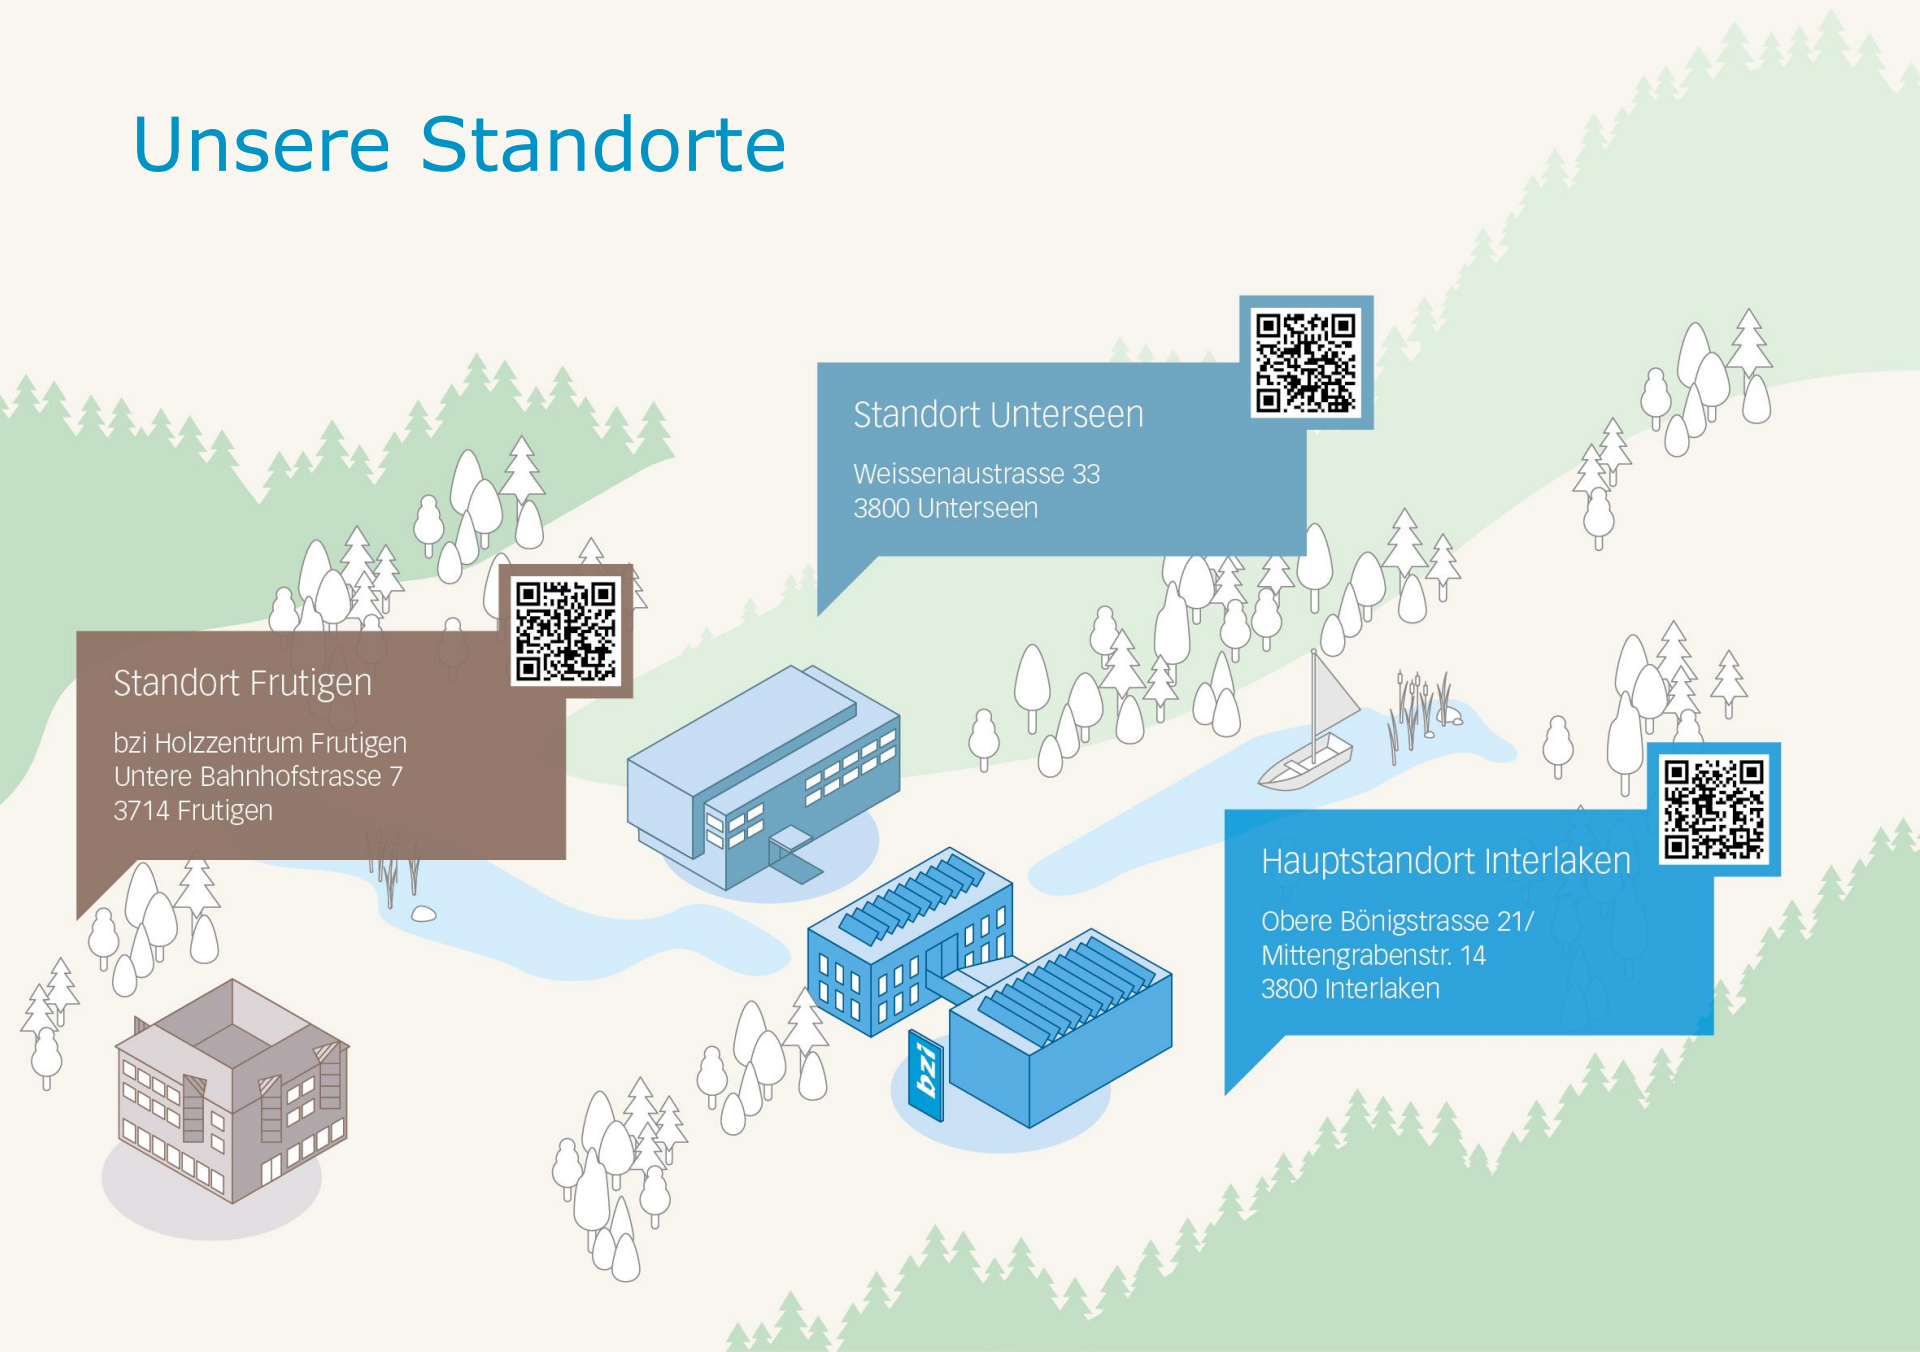 Unsere Standorte
Standort Unterseen
Weissenaustrasse 33
3800 Unterseen
Standort Frutigen
bzi Holzzentrum Frutigen
Untere Bahnhofstrasse 7
3714 Frutigen
Hauptstandort Interlaken
Obere Bönigstrasse 21/
Mittengrabenstr. 14
3800 Interlaken
bzi